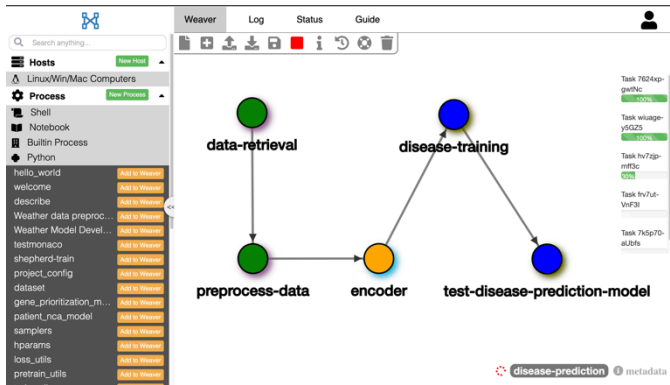 Weaver
Log
Status
Guide
Search anything...
Hosts
New Host
Linux/Win/Mac Computers
Process
New Process
Shell
Notebook
Builtin Process
Python
hello_world
Add to Weaver
welcome
Add to Weaver
describe
Add to Weaver
Weather data preproc...
Add to Weaver
Weather Model Devel...
Add to Weaver
testmonaco
Add to Weaver
shepherd-train
Add to Weaver
project_config
Add to Weaver
dataset
Add to Weaver
gene_prioritization_m...
Add to Weaver
patient_nca_model
Add to Weaver
samplers
Add to Weaver
hparams
Add to Weaver
loss_utils
Add to Weaver
pretrain_utils
Add to Weaver
<<
data-retrieval
disease-training
preprocess-data
encoder
test-disease-prediction-model
Task 7624xp-
gwtNc
100%
Task wiuage-
y5GZ5
100%
Task hv7zjp-
mff3c
Task frv7ut-
VnF3I
Task 7k5p70-
aUbfs
disease-prediction
metadata